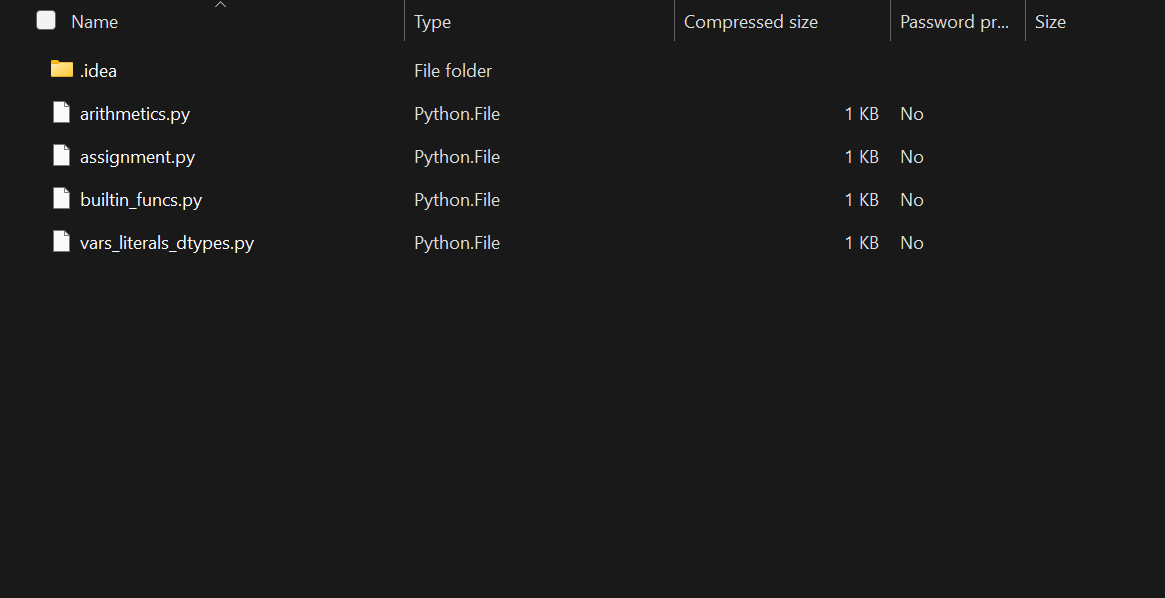 Name Type Compressed size Password pr... Size
.idea File folder
arithmetics.py Python.File 1 KB No
assignment.py Python.File 1 KB No
builtin_funcs.py Python.File 1 KB No
vars_literals_dtypes.py Python.File 1 KB No